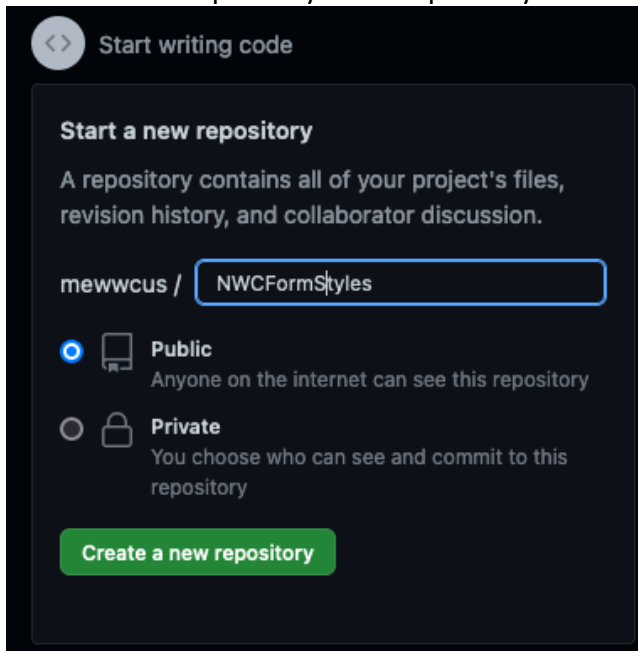 Start writing code
Start a new repository
A repository contains all of your project's files,
revision history, and collaborator discussion.
mewwcus / NWCFormStyles
Public
Anyone on the internet can see this repository
Private
You choose who can see and commit to this
repository
Create a new repository